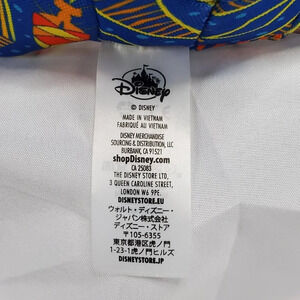 Disney
© DISNEY
MADE IN VIETNAM
FABRIQUÉ AU VIETNAM
DISNEY MERCHANDISE
SOURCING & DISTRIBUTION, LLC
BURBANK, CA 91521
shopDisney.com
CA 25083
THE DISNEY STORE LTD.
3 QUEEN CAROLINE STREET,
LONDON W6 9PE.
DISNEYSTORE.EU
ウォルト・ディズニー・
ジャパン株式会社
ディズニー・ストア
〒105-6355
東京都港区虎ノ門
1-23-1虎ノ門ヒルズ
DISNEYSTORE.JP